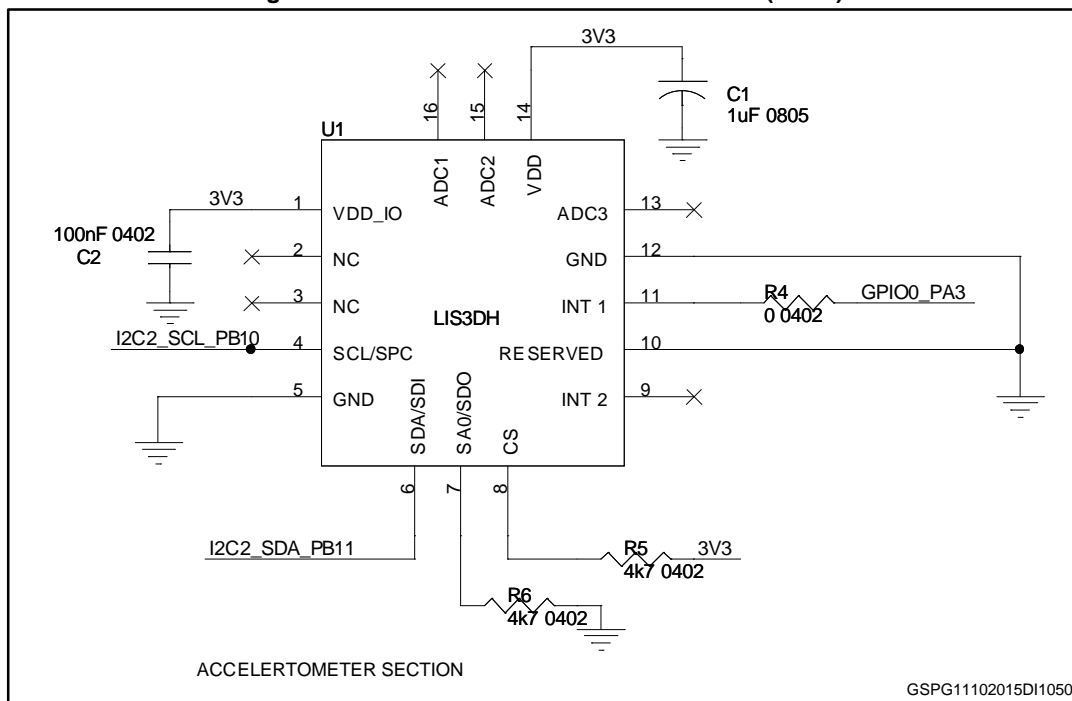 3V3
C1
1uF 0805
16
15
14
U1
ADC1
ADC2
VDD
3V3
1
VDD_IO
ADC3
13
100nF 0402
C2
2
NC
GND
12
3
NC
INT 1
11
R4
0 0402
GPIO0_PA3
LIS3DH
I2C2_SCL_PB10
4
SCL/SPC
RESERVED
10
5
GND
INT 2
9
SDA/SDI
SA0/SDO
CS
6
7
8
I2C2_SDA_PB11
R5
4k7 0402
3V3
R6
4k7 0402
ACCELERTOMETER SECTION
GSPG11102015DI1050